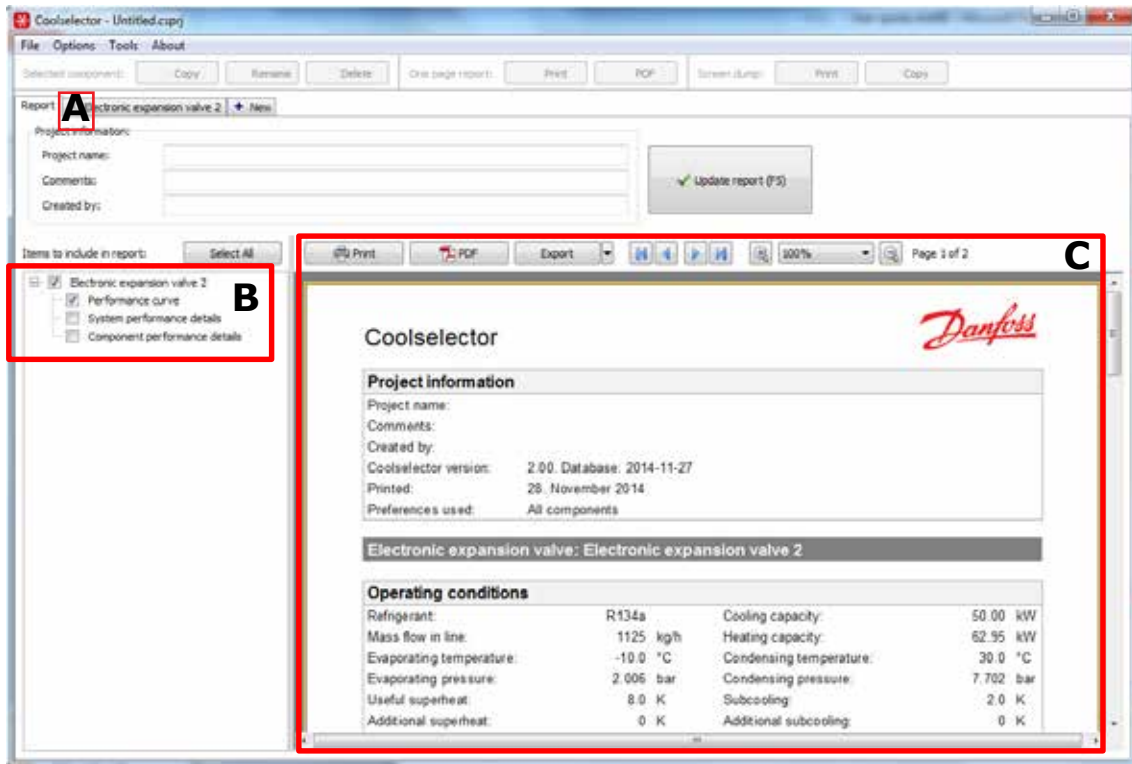 Coolselector - Untitled.csprj
File Options Tools About
Selected component: Copy Rename Delete One page report: Print PDF Screen dump: Print Copy
Report A Electronic expansion valve 2 + New
Project information:
Project name:
Comments:
Created by:
Update report (F5)
Items to include in report: Select All
Print PDF Export 100% Page 1 of 2 C
Electronic expansion valve 2
Performance curve
System performance details
Component performance details
B
Danfoss
Coolselector
Project information
Project name:
Comments:
Created by:
Coolselector version: 2.00. Database: 2014-11-27
Printed: 28. November 2014
Preferences used: All components
Electronic expansion valve: Electronic expansion valve 2
Operating conditions
Refrigerant: R134a Cooling capacity: 50.00 kW
Mass flow in line: 1125 kg/h Heating capacity: 62.95 kW
Evaporating temperature: -10.0 °C Condensing temperature: 30.0 °C
Evaporating pressure: 2.006 bar Condensing pressure: 7.702 bar
Useful superheat: 8.0 K Subcooling: 2.0 K
Additional superheat: 0 K Additional subcooling: 0 K